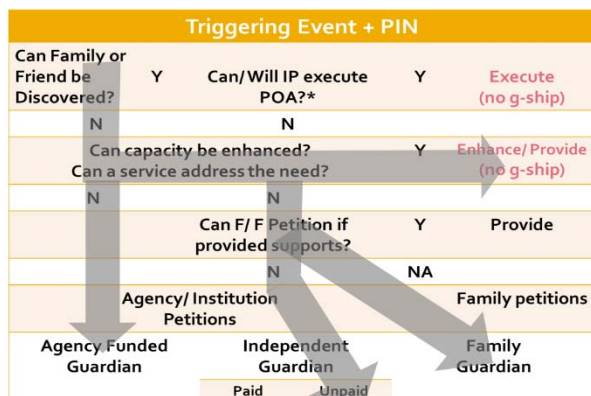 Triggering Event + PIN
Can Family or
Friend be
Discovered?
Y
Can/Will IP execute
POA?*
Y
Execute
(no g-ship)
N
N
Can capacity be enhanced?
Can a service address the need?
Y
Enhance/Provide
(no g-ship)
N
N
Can F/F Petition if
provided supports?
Y
Provide
N
NA
Agency/Institution
Petitions
Family petitions
Agency Funded
Guardian
Independent
Guardian
Family
Guardian
Paid
Unpaid